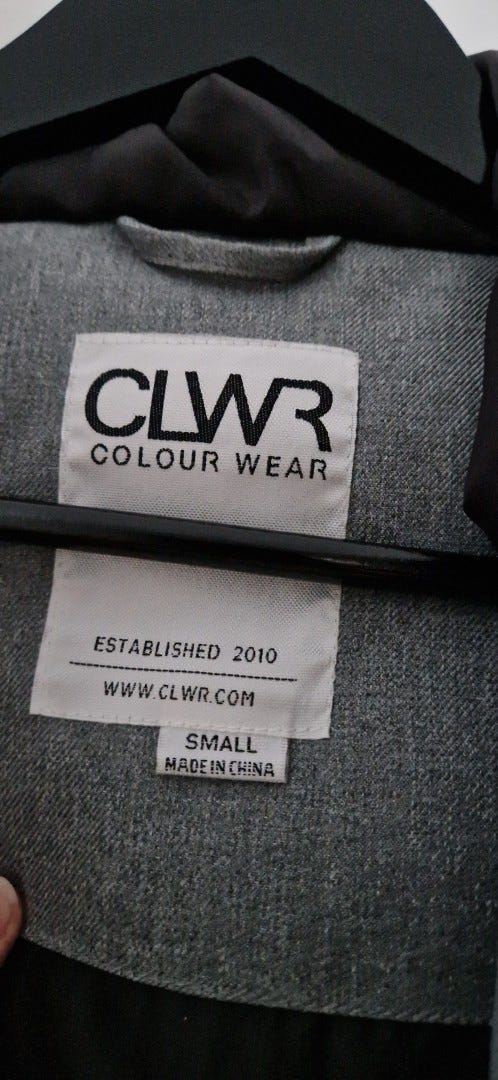 CLWR
COLOUR WEAR
ESTABLISHED 2010
WWW.CLWR.COM
SMALL
MADE IN CHINA